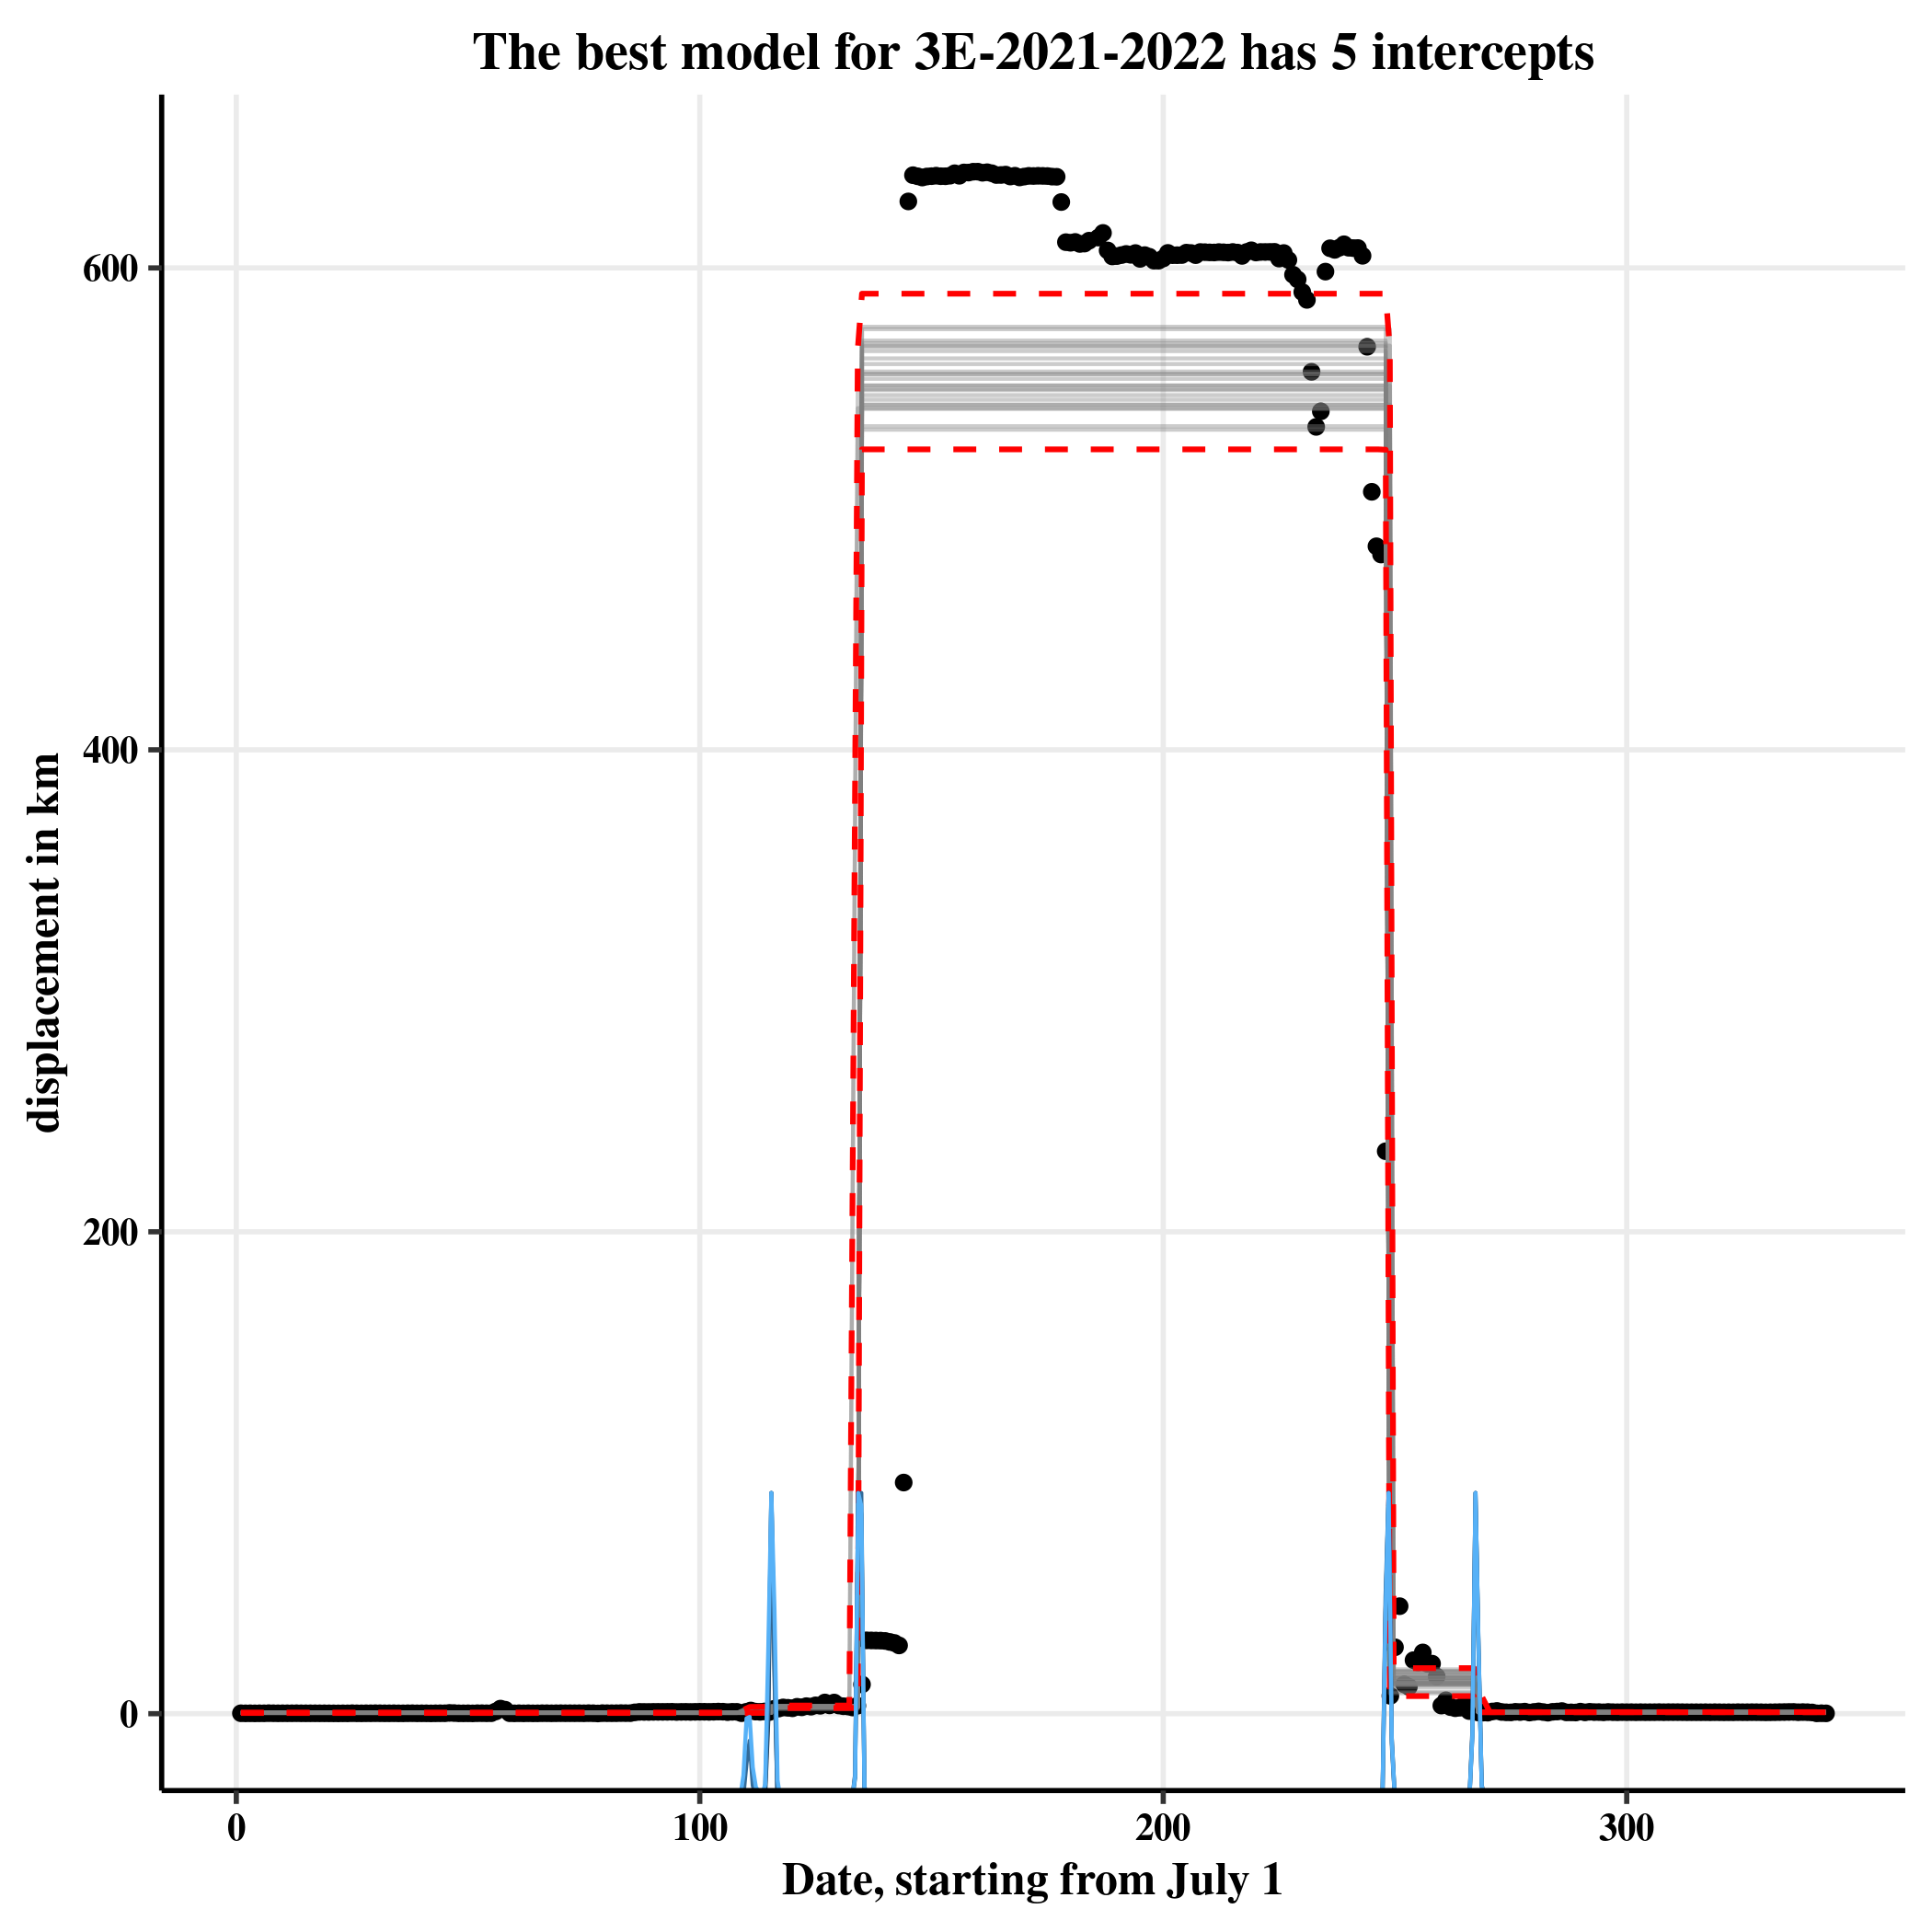 The best model for 3E-2021-2022 has 5 intercepts
displacement in km
600
400
200
0
0 100 200 300
Date, starting from July 1